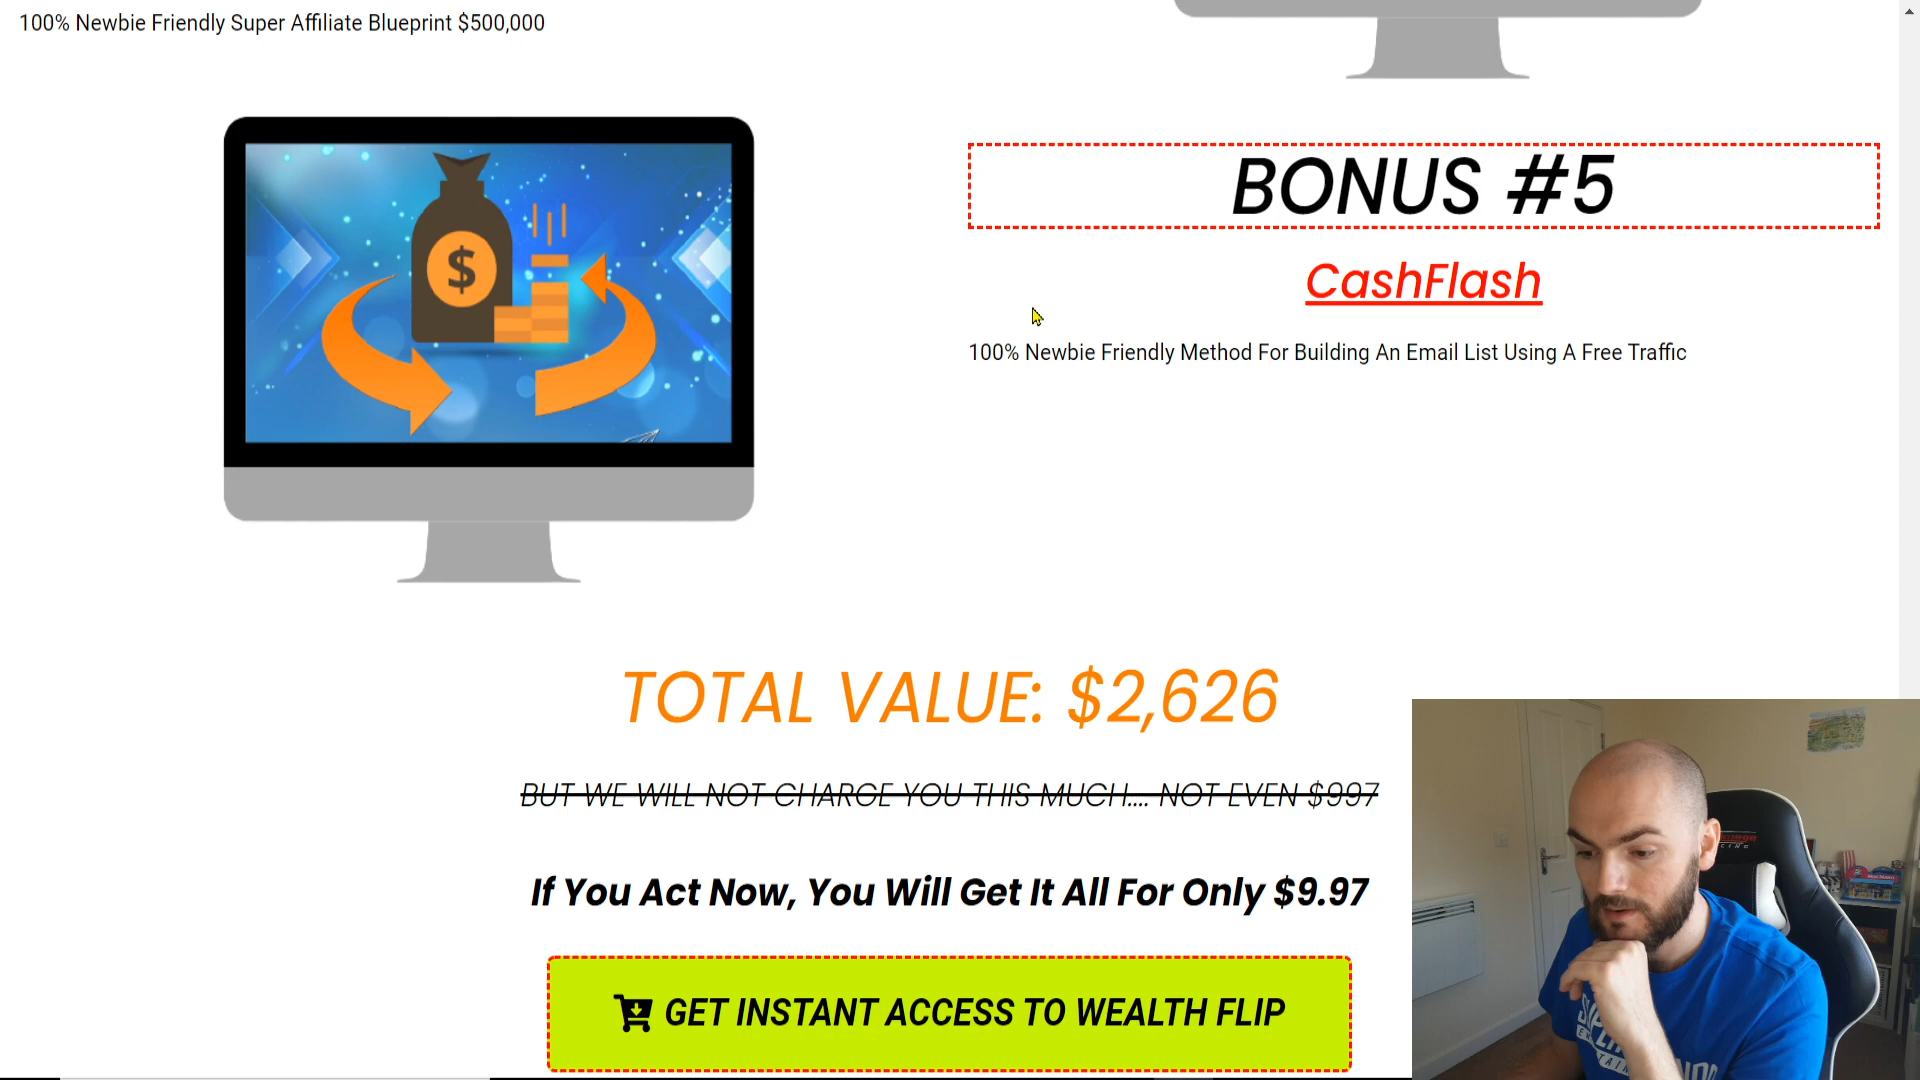 100% Newbie Friendly Super Affiliate Blueprint $500,000
$
BONUS #5
CashFlash
100% Newbie Friendly Method For Building An Email List Using A Free Traffic
TOTAL VALUE: $2,626
BUT WE WILL NOT CHARGE YOU THIS MUCH.... NOT EVEN $997
If You Act Now, You Will Get It All For Only $9.97
GET INSTANT ACCESS TO WEALTH FLIP